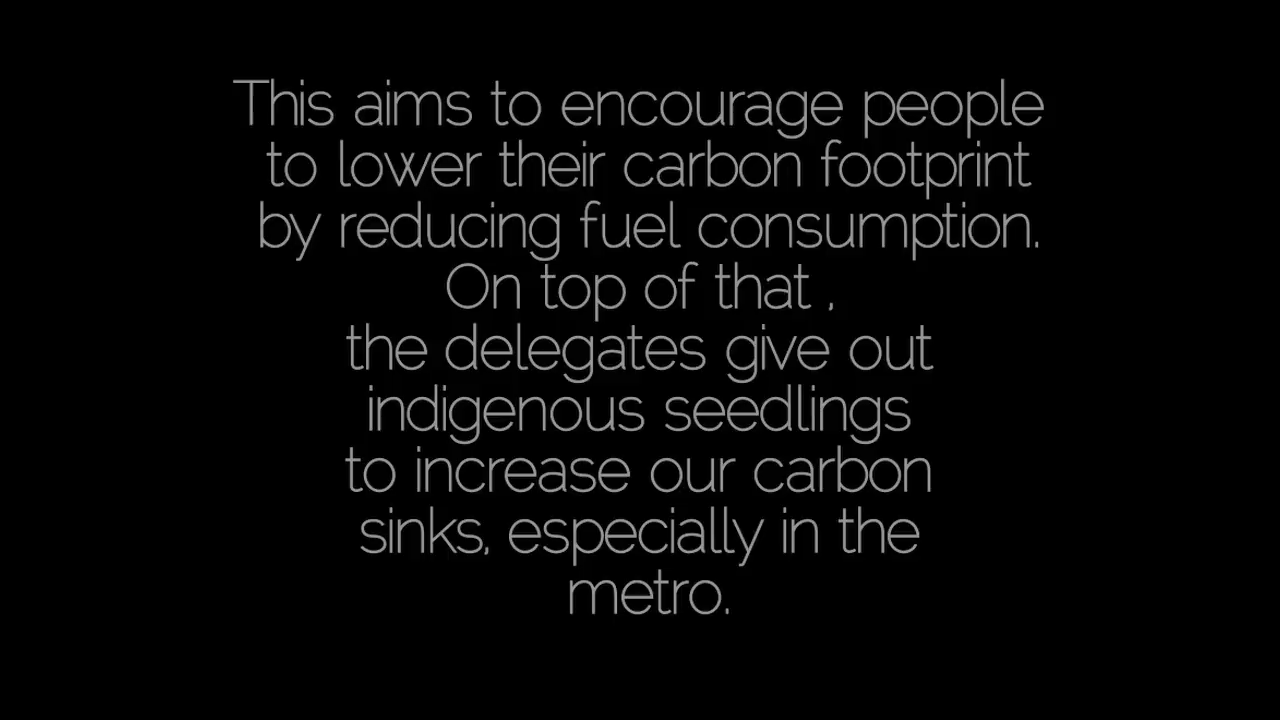 This aims to encourage people
to lower their carbon footprint
by reducing fuel consumption.
On top of that ,
the delegates give out
indigenous seedlings
to increase our carbon
sinks, especially in the
metro.